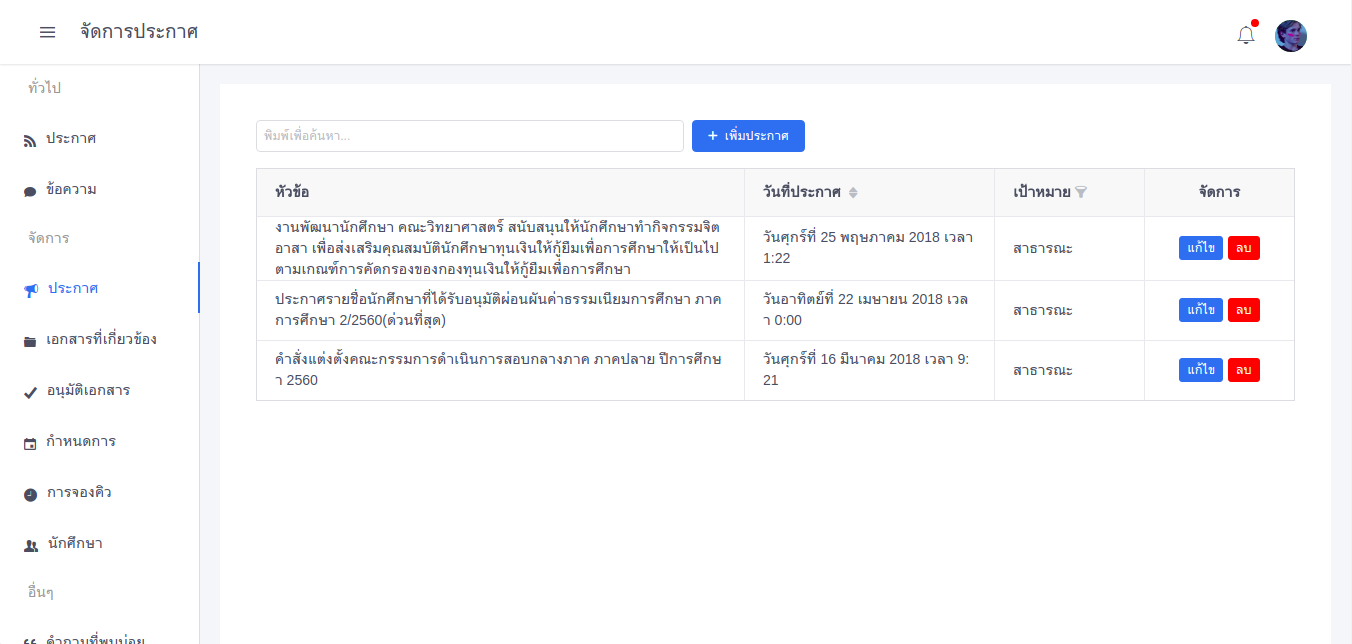 จัดการประกาศ
ทั่วไป
ประกาศ
ข้อความ
จัดการ
ประกาศ
เอกสารที่เกี่ยวข้อง
อนุมัติเอกสาร
กำหนดการ
การจองคิว
นักศึกษา
อื่นๆ
คำถามที่พบบ่อย
พิมพ์เพื่อค้นหา...
+ เพิ่มประกาศ
หัวข้อ วันที่ประกาศ เป้าหมาย จัดการ
งานพัฒนานักศึกษา คณะวิทยาศาสตร์ สนับสนุนให้นักศึกษาทำกิจกรรมจิต
อาสา เพื่อส่งเสริมคุณสมบัตินักศึกษาทุนเงินให้กู้ยืมเพื่อการศึกษาให้เป็นไป
ตามเกณฑ์การคัดกรองของกองทุนเงินให้กู้ยืมเพื่อการศึกษา
วันศุกร์ที่ 25 พฤษภาคม 2018 เวลา
1:22
สาธารณะ
แก้ไข ลบ
ประกาศรายชื่อนักศึกษาที่ได้รับอนุมัติผ่อนผันค่าธรรมเนียมการศึกษา ภาค
การศึกษา 2/2560(ด่วนที่สุด)
วันอาทิตย์ที่ 22 เมษายน 2018 เวล
า 0:00
สาธารณะ
แก้ไข ลบ
คำสั่งแต่งตั้งคณะกรรมการดำเนินการสอบกลางภาค ภาคปลาย ปีการศึกษ
า 2560
วันศุกร์ที่ 16 มีนาคม 2018 เวลา 9:
21
สาธารณะ
แก้ไข ลบ